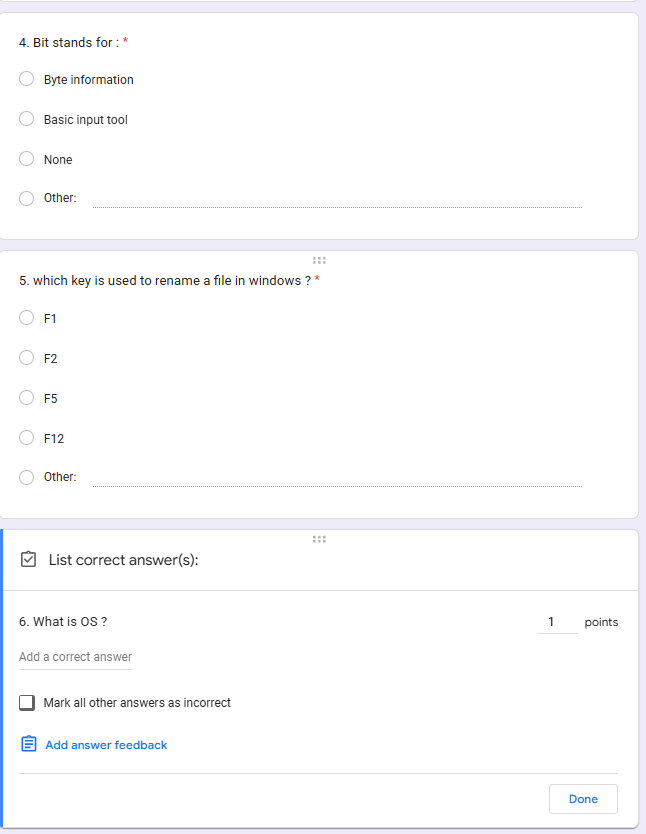 4. Bit stands for : *
Byte information
Basic input tool
None
Other:
5. which key is used to rename a file in windows ? *
F1
F2
F5
F12
Other:
List correct answer(s):
6. What is OS ?
1 points
Add a correct answer
Mark all other answers as incorrect
Add answer feedback
Done